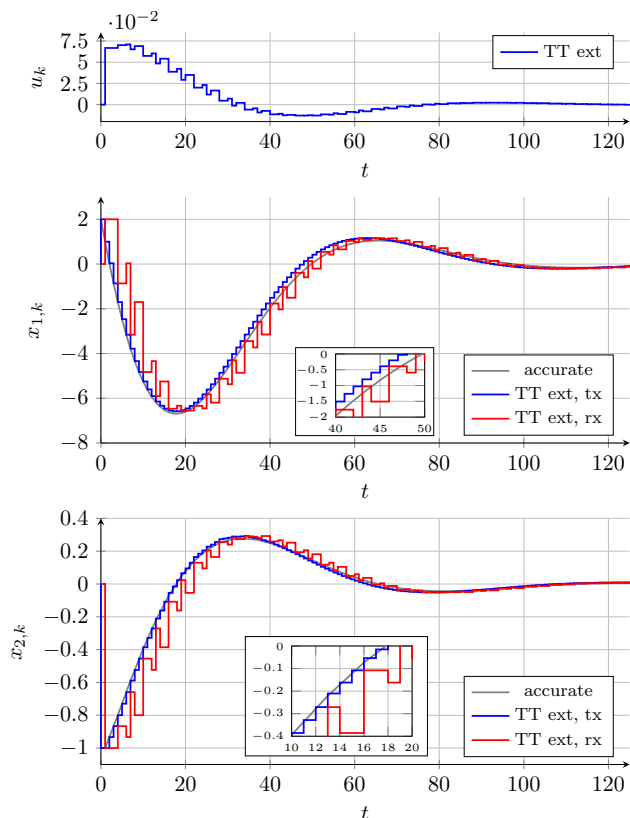 ·10−2
7.5
5
2.5
0
u_k
TT ext
0 20 40 60 80 100 120
t
2
0
−2
−4
−6
−8
x_{1,k}
0
−0.5
−1
−1.5
−2
40 45 50
accurate
TT ext, tx
TT ext, rx
0 20 40 60 80 100 120
t
0.4
0.2
0
−0.2
−0.4
−0.6
−0.8
−1
x_{2,k}
0
−0.1
−0.2
−0.3
−0.4
10 12 14 16 18 20
accurate
TT ext, tx
TT ext, rx
0 20 40 60 80 100 120
t